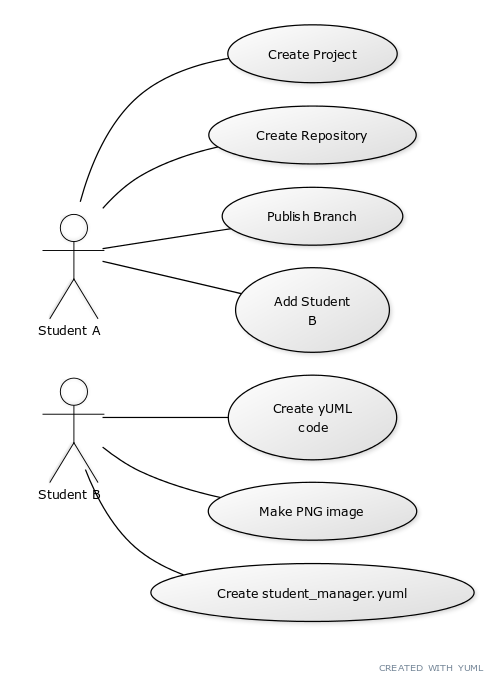 Create Project
Create Repository
Publish Branch
Add Student
B
Student A
Create yUML
code
Student B
Make PNG image
Create student_manager.yuml
CREATED WITH YUML